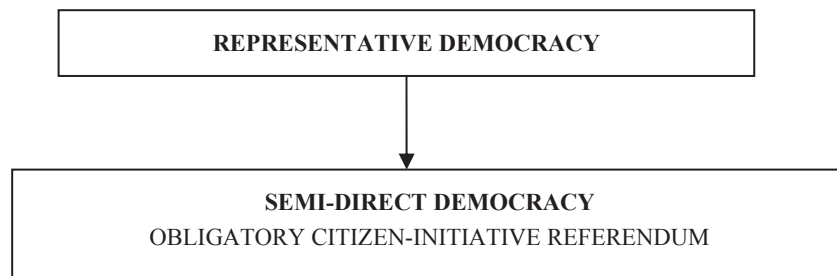 REPRESENTATIVE DEMOCRACY
SEMI-DIRECT DEMOCRACY
OBLIGATORY CITIZEN-INITIATIVE REFERENDUM